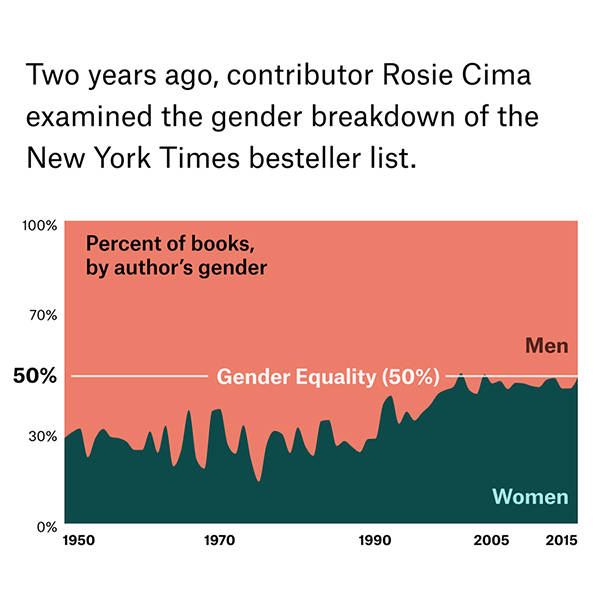 Two years ago, contributor Rosie Cima
examined the gender breakdown of the
New York Times besteller list.
100%
Percent of books,
by author's gender
70%
Men
50%
Gender Equality (50%)
30%
Women
0%
1950
1970
1990
2005
2015